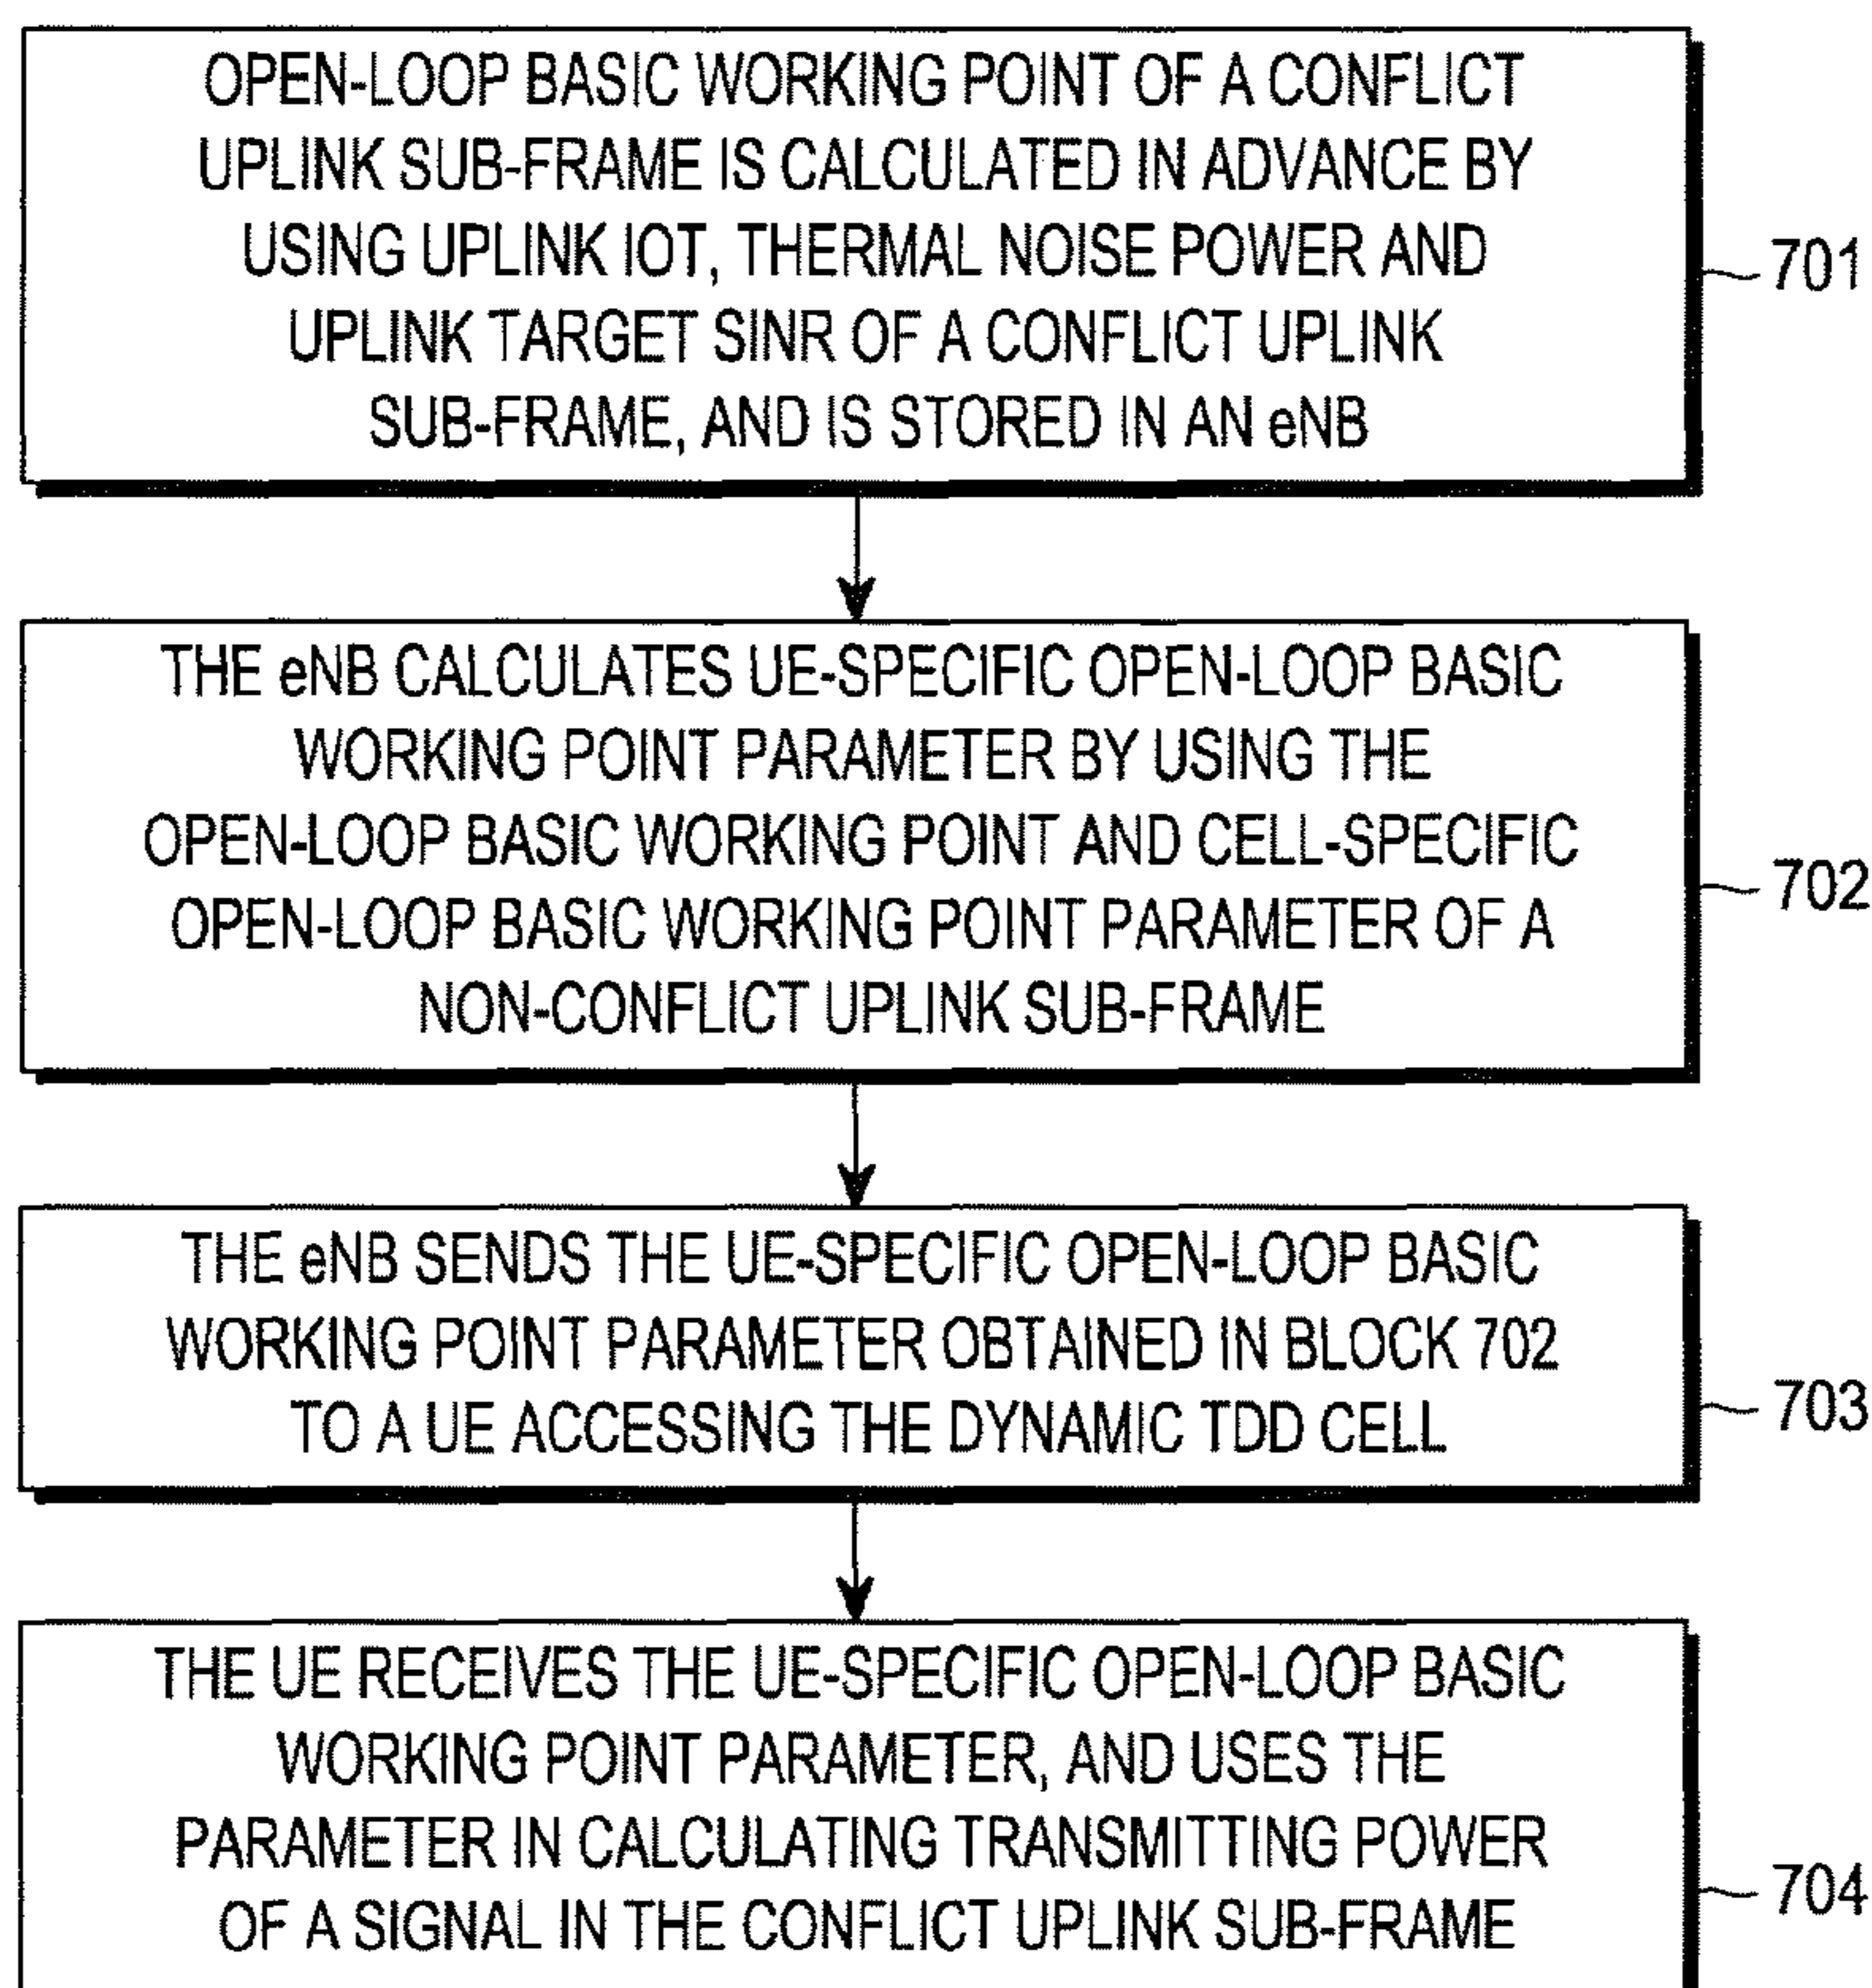 OPEN-LOOP BASIC WORKING POINT OF A CONFLICT
UPLINK SUB-FRAME IS CALCULATED IN ADVANCE BY
USING UPLINK IOT, THERMAL NOISE POWER AND
UPLINK TARGET SINR OF A CONFLICT UPLINK
SUB-FRAME, AND IS STORED IN AN eNB
701
THE eNB CALCULATES UE-SPECIFIC OPEN-LOOP BASIC
WORKING POINT PARAMETER BY USING THE
OPEN-LOOP BASIC WORKING POINT AND CELL-SPECIFIC
OPEN-LOOP BASIC WORKING POINT PARAMETER OF A
NON-CONFLICT UPLINK SUB-FRAME
702
THE eNB SENDS THE UE-SPECIFIC OPEN-LOOP BASIC
WORKING POINT PARAMETER OBTAINED IN BLOCK 702
TO A UE ACCESSING THE DYNAMIC TDD CELL
703
THE UE RECEIVES THE UE-SPECIFIC OPEN-LOOP BASIC
WORKING POINT PARAMETER, AND USES THE
PARAMETER IN CALCULATING TRANSMITTING POWER
OF A SIGNAL IN THE CONFLICT UPLINK SUB-FRAME
704